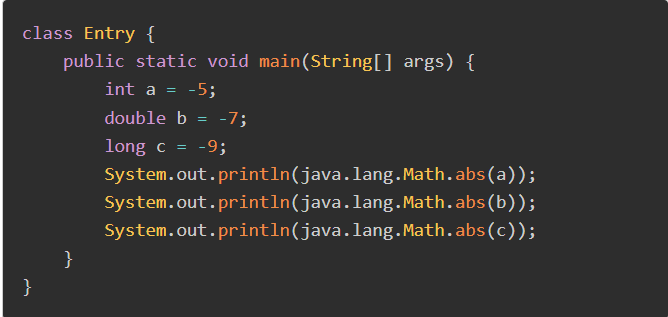 class Entry {
    public static void main(String[] args) {
        int a = -5;
        double b = -7;
        long c = -9;
        System.out.println(java.lang.Math.abs(a));
        System.out.println(java.lang.Math.abs(b));
        System.out.println(java.lang.Math.abs(c));
    }
}